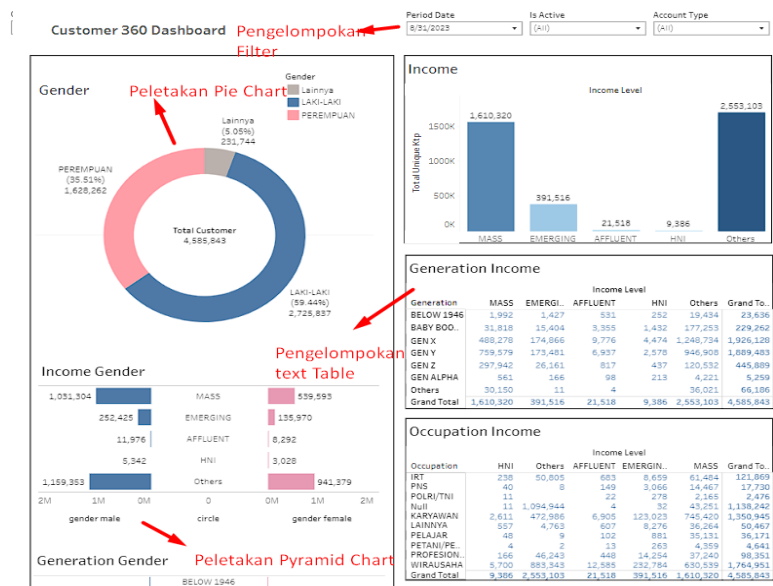 Customer 360 Dashboard
Pengelompokan
Filter
Period Date
8/31/2023
Is Active
(All)
Account Type
(All)
Gender
Peletakan Pie Chart
Gender
Lainnya
LAKI-LAKI
PEREMPUAN
Lainnya
(5.05%)
231,744
PEREMPUAN
(35.51%)
1,628,262
Total Customer
4,585,843
LAKI-LAKI
(59.44%)
2,725,837
Income
Income Level
Total Unique Ktp
1500K
1000K
500K
0K
1,610,320
391,516
21,518
9,386
2,553,103
MASS EMERGING AFFLUENT HNI Others
Generation Income
Income Level
Generation MASS EMERGI.. AFFLUENT HNI Others Grand To..
BELOW 1946 1,992 1,427 531 252 19,434 23,636
BABY BOO.. 31,818 15,404 3,355 1,432 177,253 229,262
GEN X 488,278 174,866 9,776 4,474 1,248,734 1,926,128
GEN Y 759,579 173,481 6,937 2,578 946,908 1,889,483
GEN Z 297,942 26,161 817 437 120,532 445,889
GEN ALPHA 561 166 98 213 4,221 5,259
Others 30,150 11 4 36,021 66,186
Grand Total 1,610,320 391,516 21,518 9,386 2,553,103 4,585,843
Pengelompokan
text Table
Income Gender
1,031,304 MASS 539,593
252,425 EMERGING 135,970
11,976 AFFLUENT 8,292
5,342 HNI 3,028
1,159,353 Others 941,379
2M 1M 0M 0 0M 1M 2M
gender male circle gender female
Peletakan Pyramid Chart
Generation Gender
BELOW 1946
Occupation Income
Income Level
Occupation HNI Others AFFLUENT EMERGIN.. MASS Grand To..
IRT 238 50,805 683 8,659 61,484 121,869
PNS 40 8 149 3,066 14,467 17,730
POLRI/TNI 11 22 278 2,165 2,476
Null 11 1,094,944 4 32 43,251 1,138,242
KARYAWAN 2,611 472,986 6,905 123,023 745,420 1,350,945
LAINNYA 557 4,763 607 8,276 36,264 50,467
PELAJAR 48 9 102 881 35,131 36,171
PETANI/PE.. 4 2 13 263 4,359 4,641
PROFESION.. 166 46,243 448 14,254 37,240 98,351
WIRAUSAHA 5,700 883,343 12,585 232,784 630,539 1,764,951
Grand Total 9,386 2,553,103 21,518 391,516 1,610,320 4,585,843